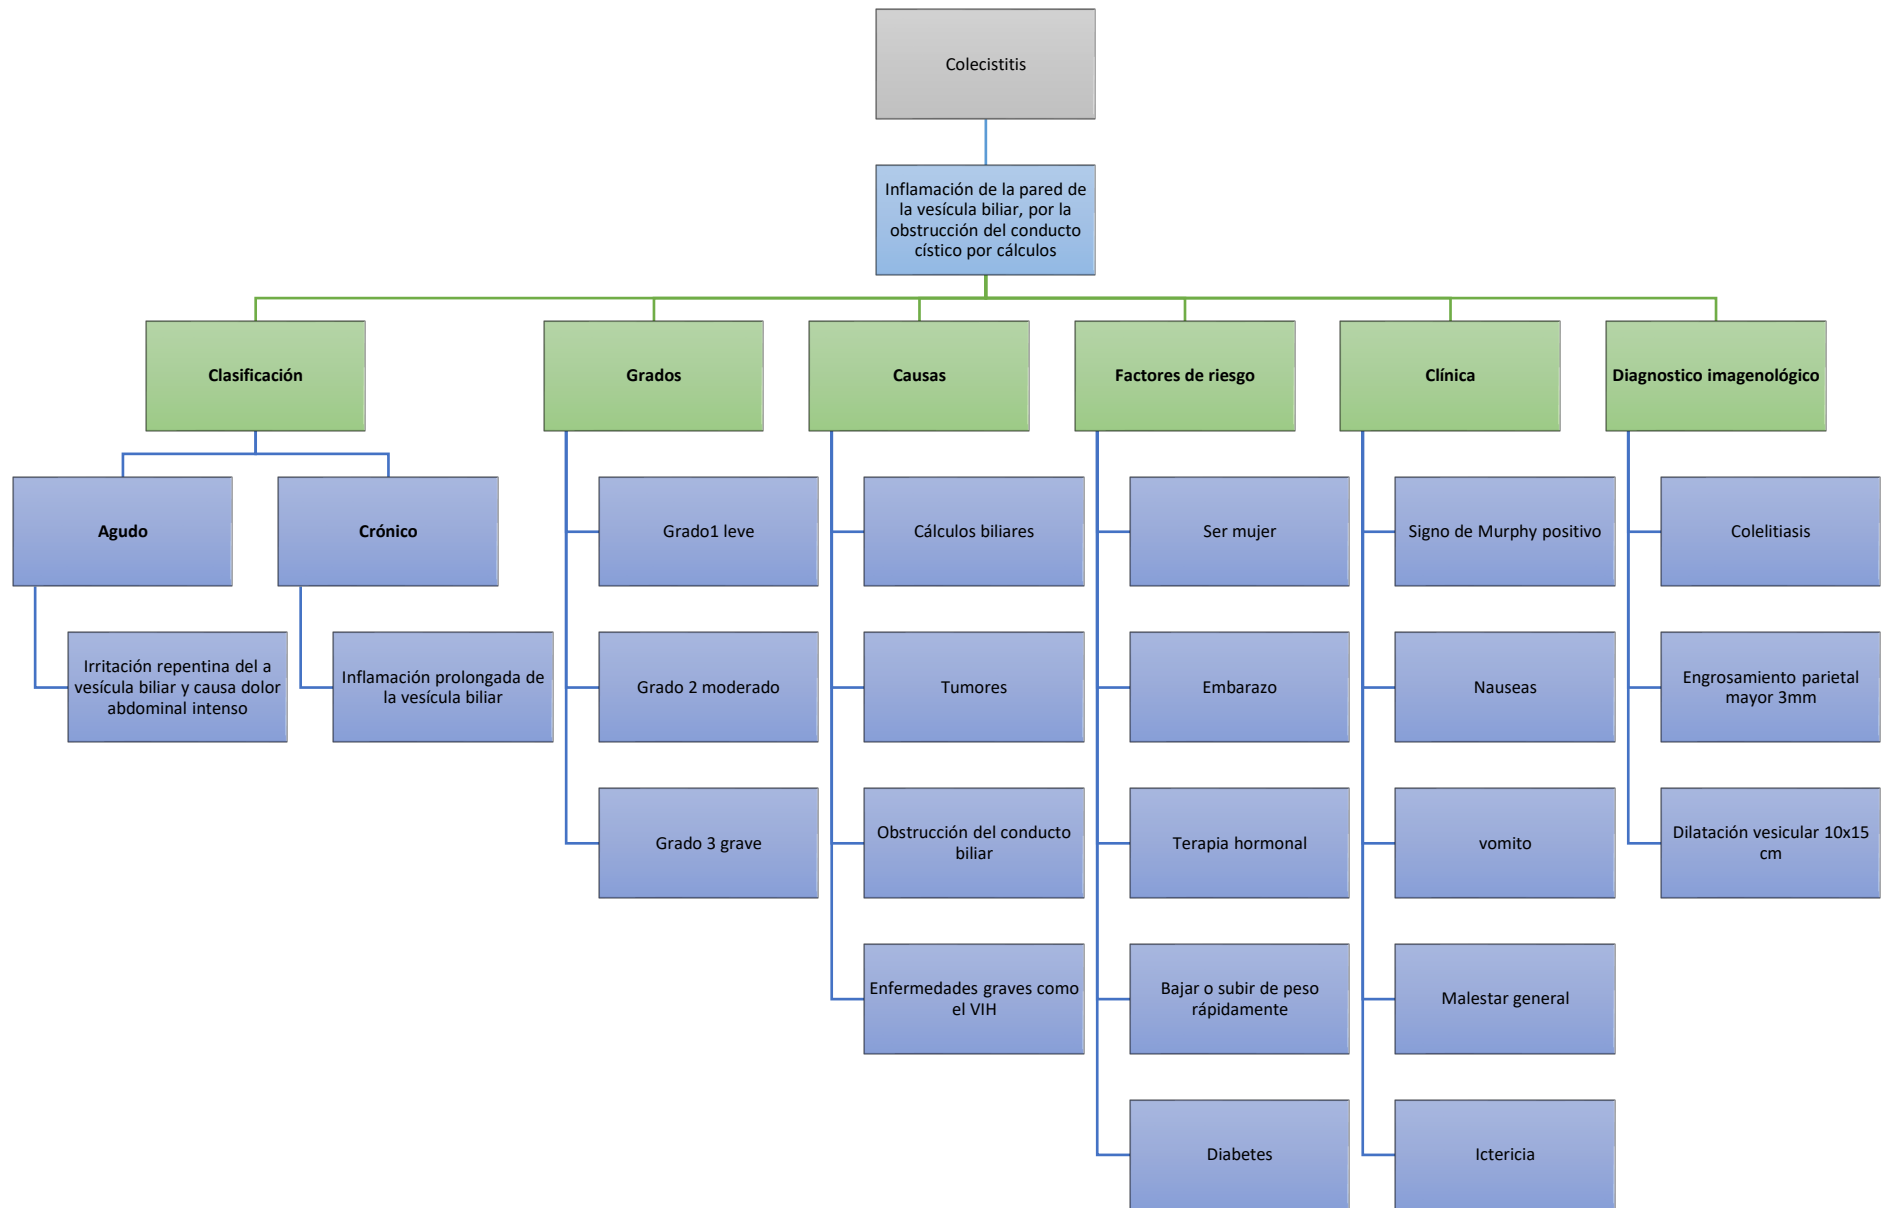 Colecistitis
Inflamación de la pared de
la vesícula biliar, por la
obstrucción del conducto
cístico por cálculos
Clasificación
Grados
Causas
Factores de riesgo
Clínica
Diagnostico imagenológico
Agudo
Crónico
Grado1 leve
Cálculos biliares
Ser mujer
Signo de Murphy positivo
Colelitiasis
Irritación repentina del a
vesícula biliar y causa dolor
abdominal intenso
Inflamación prolongada de
la vesícula biliar
Grado 2 moderado
Tumores
Embarazo
Nauseas
Engrosamiento parietal
mayor 3mm
Grado 3 grave
Obstrucción del conducto
biliar
Terapia hormonal
vomito
Dilatación vesicular 10x15
cm
Enfermedades graves como
el VIH
Bajar o subir de peso
rápidamente
Malestar general
Diabetes
Ictericia